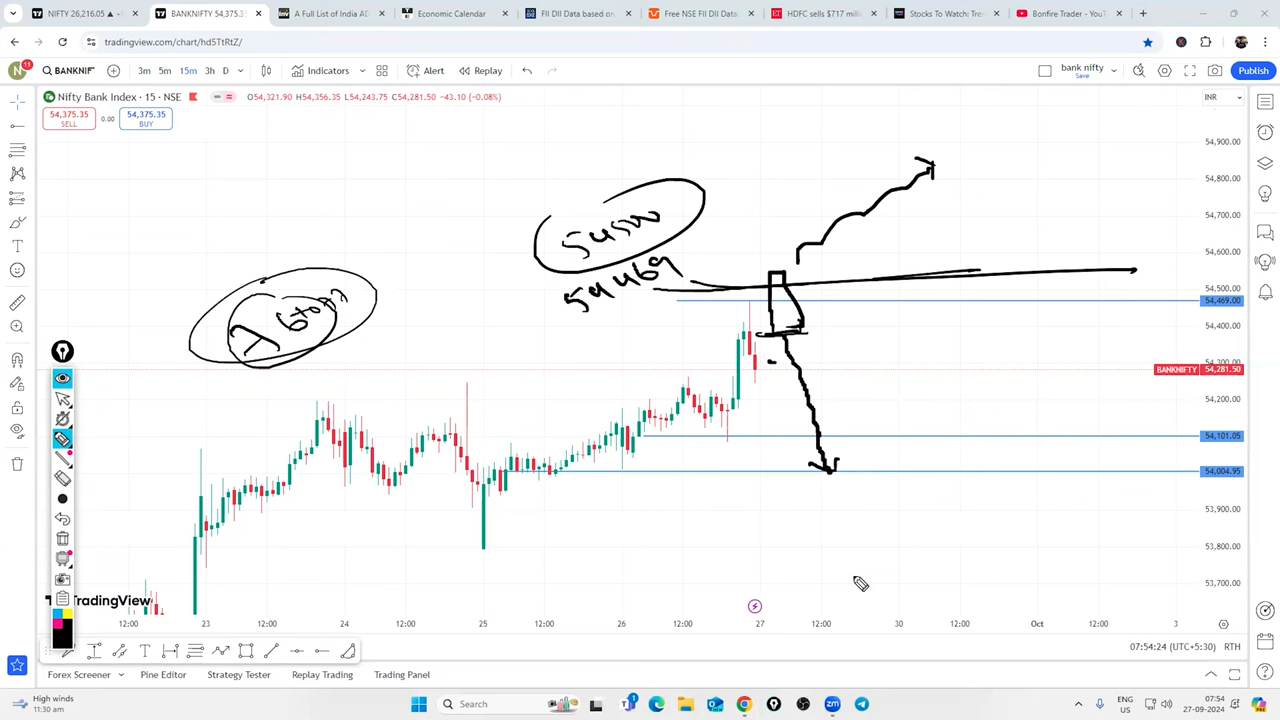 NIFTY 26,216.05 ▲
BANKNIFTY 54,375.35
A Full List of India AD
Economic Calendar
FII DII Data based on
Free NSE FII DII Data
HDFC sells $717 mill
Stocks To Watch: Tre
Bonfire Trader - YouT
tradingview.com/chart/hd5TtRtZ/
N 11 BANKNIF 3m 5m 15m 3h D Indicators Alert Replay bank nifty Save Publish
Nifty Bank Index · 15 · NSE O54,321.90 H54,356.35 L54,243.75 C54,281.50 −43.10 (−0.08%) INR
54,375.35 SELL 0.00 54,375.35 BUY
54,900.00
54,800.00
54,700.00
54,600.00
54,500.00
54469
54,469.00
54,400.00
54,300.00
BANKNIFTY 54,281.50
54,200.00
54,101.05
54,004.95
53,900.00
53,800.00
53,700.00
TradingView
12:00 23 12:00 24 12:00 25 12:00 26 12:00 27 12:00 30 12:00 Oct 12:00 3
07:54:24 (UTC+5:30) RTH
Forex Screener Pine Editor Strategy Tester Replay Trading Trading Panel
High winds
11:30 am
Search
ENG
US
07:54
27-09-2024